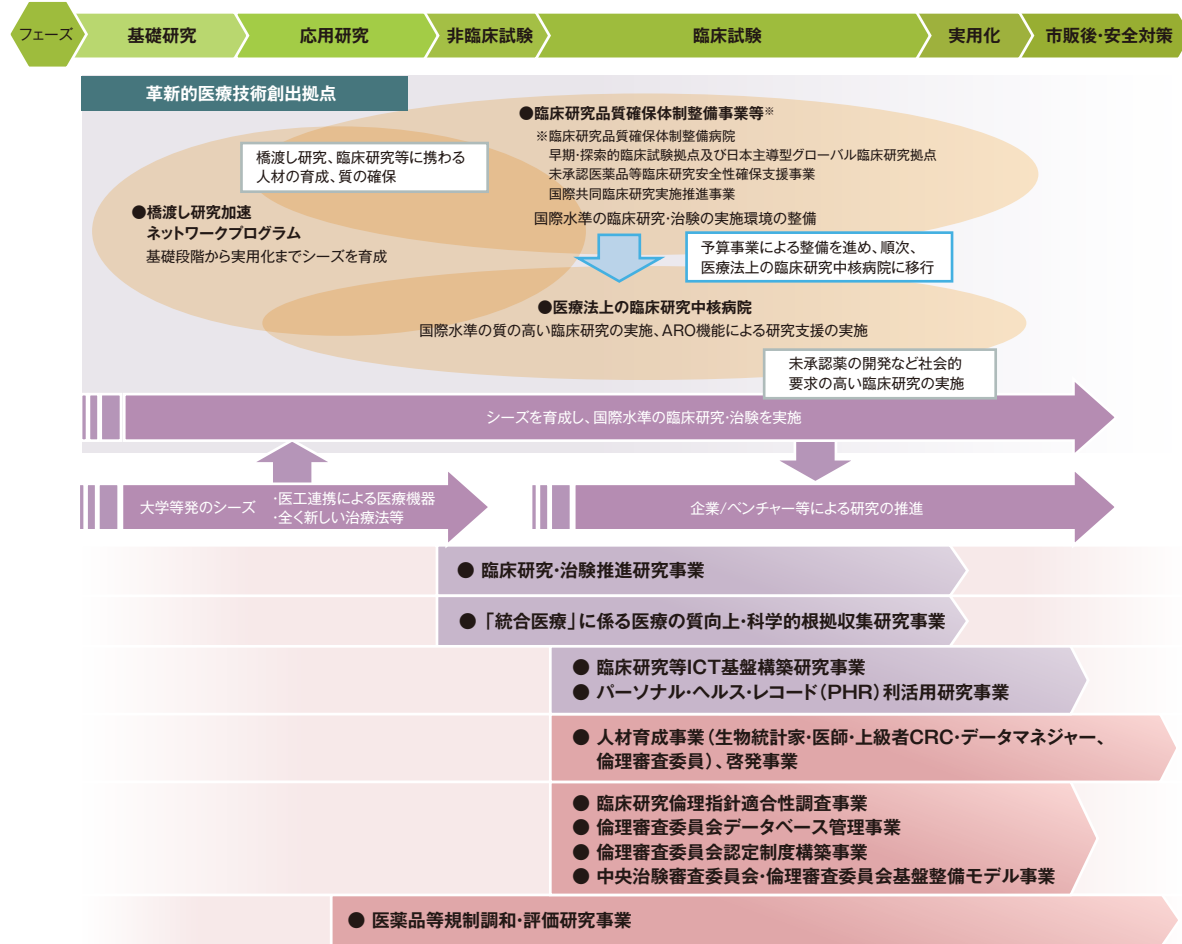 フェーズ
基礎研究
応用研究
非臨床試験
臨床試験
実用化
市販後・安全対策
革新的医療技術創出拠点
●臨床研究品質確保体制整備事業等※
※臨床研究品質確保体制整備病院
早期・探索的臨床試験拠点及び日本主導型グローバル臨床研究拠点
未承認医薬品等臨床研究安全性確保支援事業
国際共同臨床研究実施推進事業
国際水準の臨床研究・治験の実施環境の整備
橋渡し研究、臨床研究等に携わる
人材の育成、質の確保
●橋渡し研究加速
ネットワークプログラム
基礎段階から実用化までシーズを育成
予算事業による整備を進め、順次、
医療法上の臨床研究中核病院に移行
●医療法上の臨床研究中核病院
国際水準の質の高い臨床研究の実施、ARO機能による研究支援の実施
未承認薬の開発など社会的
要求の高い臨床研究の実施
シーズを育成し、国際水準の臨床研究・治験を実施
大学等発のシーズ
・医工連携による医療機器
・全く新しい治療法等
企業/ベンチャー等による研究の推進
● 臨床研究・治験推進研究事業
● 「統合医療」に係る医療の質向上・科学的根拠収集研究事業
● 臨床研究等ICT基盤構築研究事業
● パーソナル・ヘルス・レコード（PHR）利活用研究事業
● 人材育成事業（生物統計家・医師・上級者CRC・データマネジャー、
倫理審査委員）、啓発事業
● 臨床研究倫理指針適合性調査事業
● 倫理審査委員会データベース管理事業
● 倫理審査委員会認定制度構築事業
● 中央治験審査委員会・倫理審査委員会基盤整備モデル事業
● 医薬品等規制調和・評価研究事業